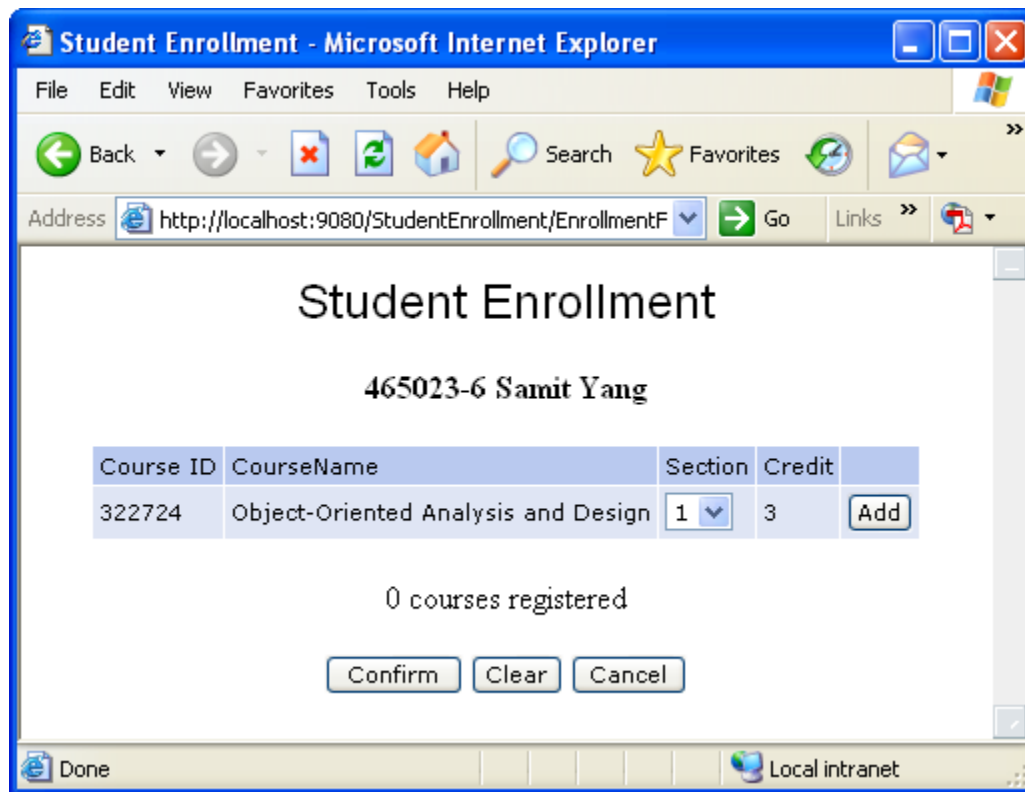 Student Enrollment - Microsoft Internet Explorer
File Edit View Favorites Tools Help
Back Search Favorites »
Address http://localhost:9080/StudentEnrollment/EnrollmentF Go Links »
Student Enrollment
465023-6 Samit Yang
Course ID CourseName Section Credit
322724 Object-Oriented Analysis and Design 1 3 Add
0 courses registered
Confirm Clear Cancel
Done Local intranet